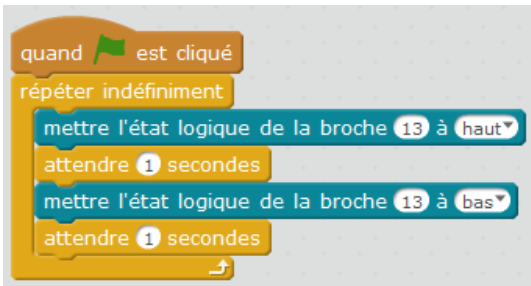 quand est cliqué
répéter indéfiniment
mettre l'état logique de la broche 13 à haut
attendre 1 secondes
mettre l'état logique de la broche 13 à bas
attendre 1 secondes